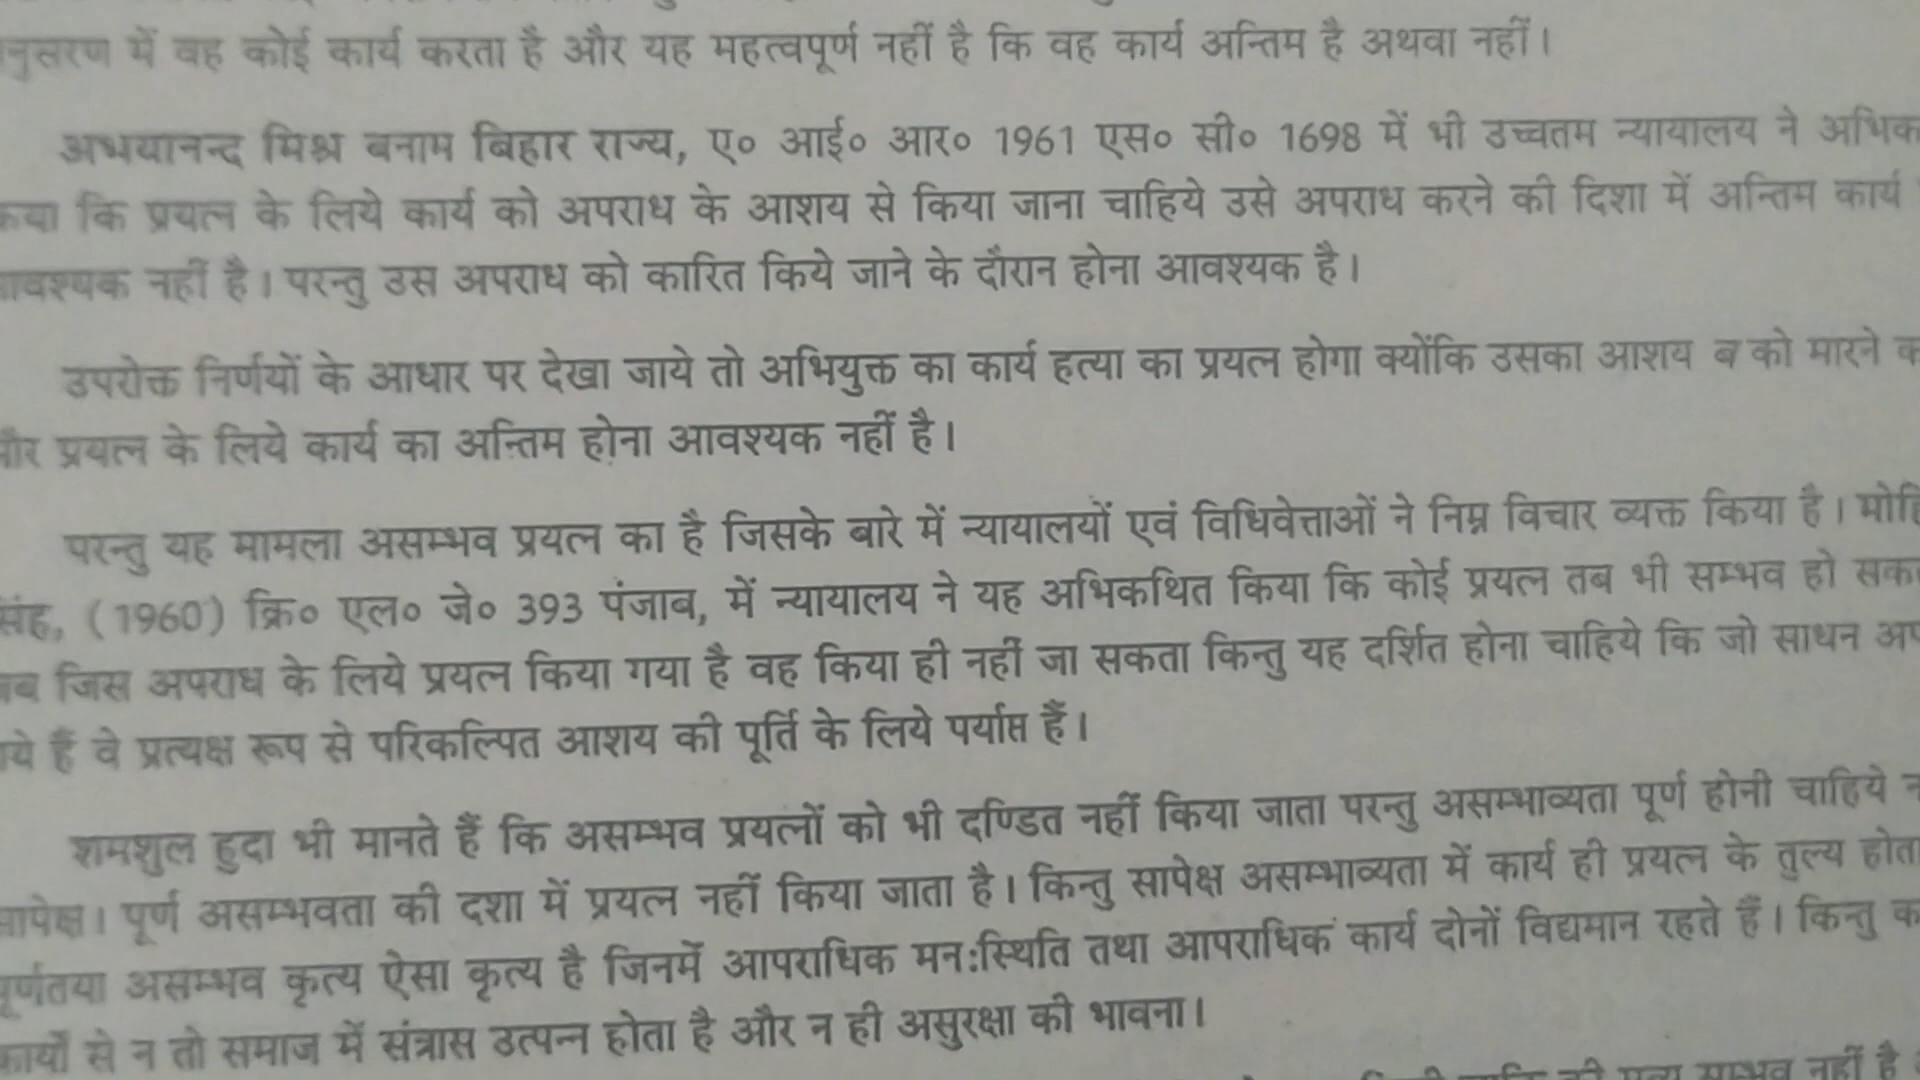 नुसरण में वह कोई कार्य करता है और यह महत्वपूर्ण नहीं है कि वह कार्य अन्तिम है अथवा नहीं।
अभयानन्द मिश्र बनाम बिहार राज्य, ए० आई० आर० 1961 एस० सी० 1698 में भी उच्चतम न्यायालय ने अभिक
कया कि प्रयत्न के लिये कार्य को अपराध के आशय से किया जाना चाहिये उसे अपराध करने की दिशा में अन्तिम कार्य
ावश्यक नहीं है। परन्तु उस अपराध को कारित किये जाने के दौरान होना आवश्यक है।
उपरोक्त निर्णयों के आधार पर देखा जाये तो अभियुक्त का कार्य हत्या का प्रयत्न होगा क्योंकि उसका आशय ब को मारने क
और प्रयत्न के लिये कार्य का अन्तिम होना आवश्यक नहीं है।
परन्तु यह मामला असम्भव प्रयत्न का है जिसके बारे में न्यायालयों एवं विधिवेत्ताओं ने निम्न विचार व्यक्त किया है। मोहि
संह, (1960) क्रि० एल० जे० 393 पंजाब, में न्यायालय ने यह अभिकथित किया कि कोई प्रयत्न तब भी सम्भव हो सक
जब जिस अपराध के लिये प्रयत्न किया गया है वह किया ही नहीं जा सकता किन्तु यह दर्शित होना चाहिये कि जो साधन अप
ये हैं वे प्रत्यक्ष रूप से परिकल्पित आशय की पूर्ति के लिये पर्याप्त हैं।
शमशुल हुदा भी मानते हैं कि असम्भव प्रयत्नों को भी दण्डित नहीं किया जाता परन्तु असम्भाव्यता पूर्ण होनी चाहिये न
सापेक्ष। पूर्ण असम्भवता की दशा में प्रयत्न नहीं किया जाता है। किन्तु सापेक्ष असम्भाव्यता में कार्य ही प्रयत्न के तुल्य होता
पूर्णतया असम्भव कृत्य ऐसा कृत्य है जिनमें आपराधिक मन:स्थिति तथा आपराधिक कार्य दोनों विद्यमान रहते हैं। किन्तु क
कार्यों से न तो समाज में संत्रास उत्पन्न होता है और न ही असुरक्षा की भावना।
नहीं है